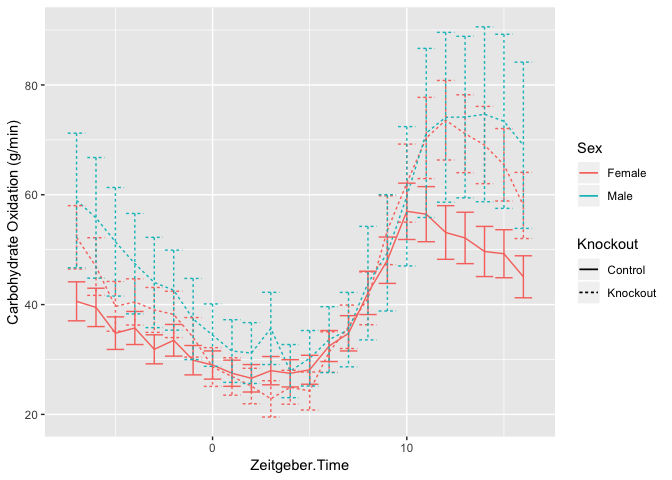 Carbohydrate Oxidation (g/min)
80
60
40
20
0
10
Zeitgeber.Time
Sex
Female
Male
Knockout
Control
Knockout